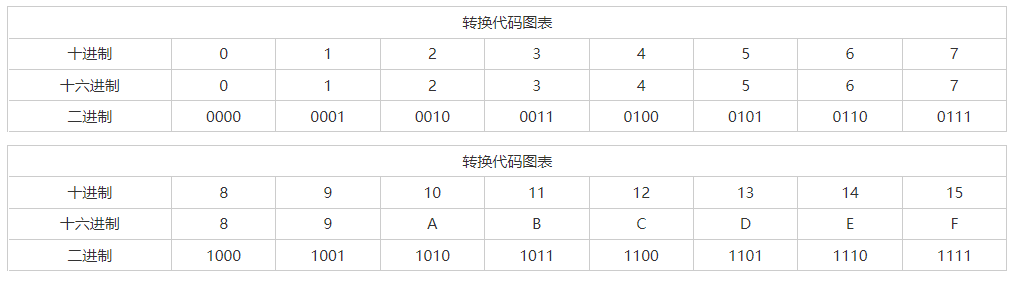 转换代码图表
十进制 0 1 2 3 4 5 6 7
十六进制 0 1 2 3 4 5 6 7
二进制 0000 0001 0010 0011 0100 0101 0110 0111
转换代码图表
十进制 8 9 10 11 12 13 14 15
十六进制 8 9 A B C D E F
二进制 1000 1001 1010 1011 1100 1101 1110 1111